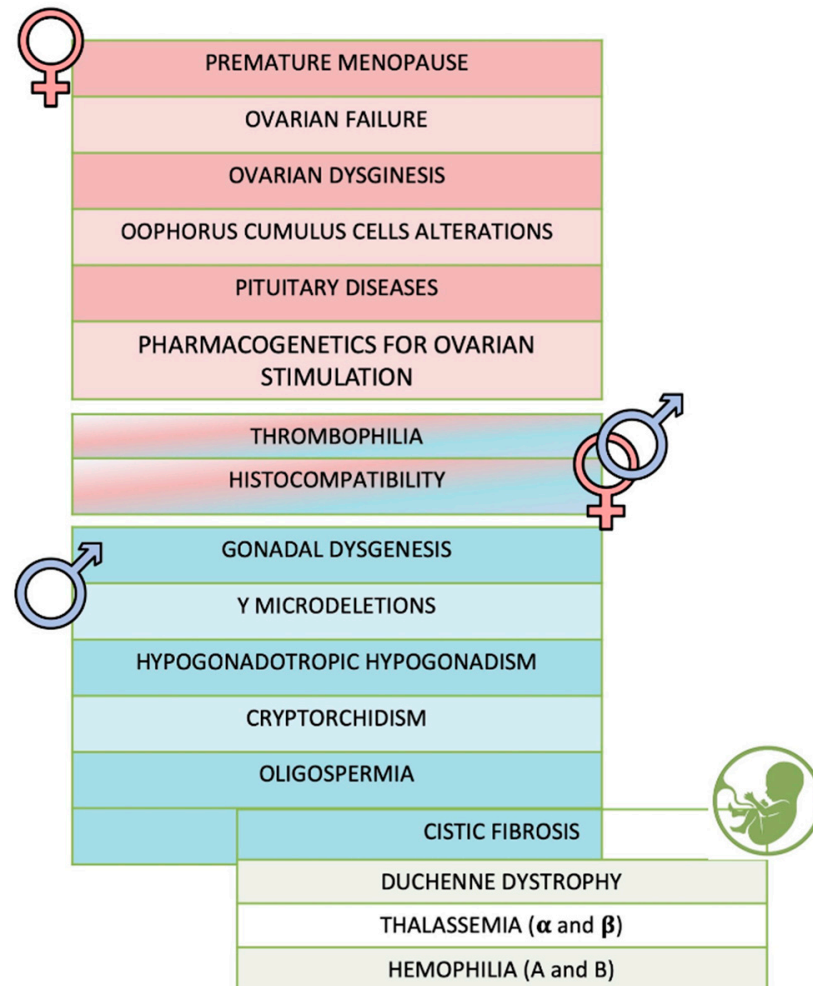 PREMATURE MENOPAUSE
OVARIAN FAILURE
OVARIAN DYSGINESIS
OOPHORUS CUMULUS CELLS ALTERATIONS
PITUITARY DISEASES
PHARMACOGENETICS FOR OVARIAN
STIMULATION
THROMBOPHILIA
HISTOCOMPATIBILITY
GONADAL DYSGENESIS
Y MICRODELETIONS
HYPOGONADOTROPIC HYPOGONADISM
CRYPTORCHIDISM
OLIGOSPERMIA
CISTIC FIBROSIS
DUCHENNE DYSTROPHY
THALASSEMIA (α and β)
HEMOPHILIA (A and B)